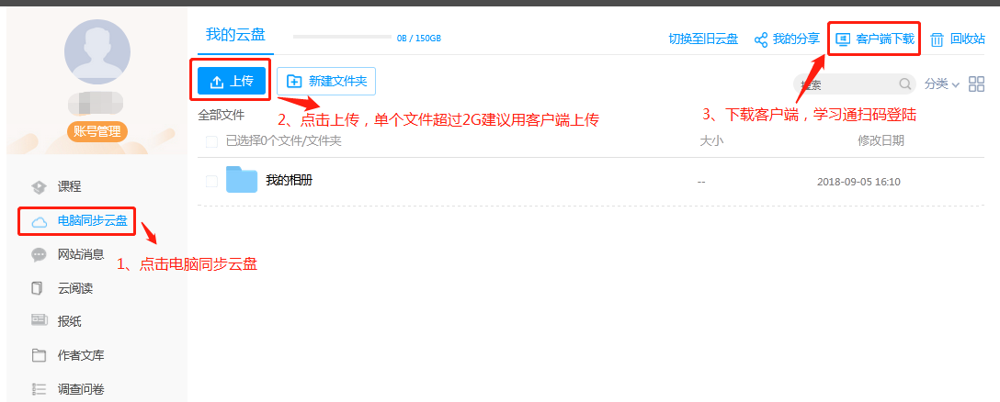 我的云盘
0B / 150GB
切换至旧云盘
我的分享
客户端下载
回收站
上传
新建文件夹
搜索
分类
全部文件
2、点击上传，单个文件超过2G建议用客户端上传
3、下载客户端，学习通扫码登陆
已选择0个文件/文件夹
大小
修改日期
我的相册
--
2018-09-05 16:10
账号管理
课程
电脑同步云盘
1、点击电脑同步云盘
网站消息
云阅读
报纸
作者文库
调查问卷